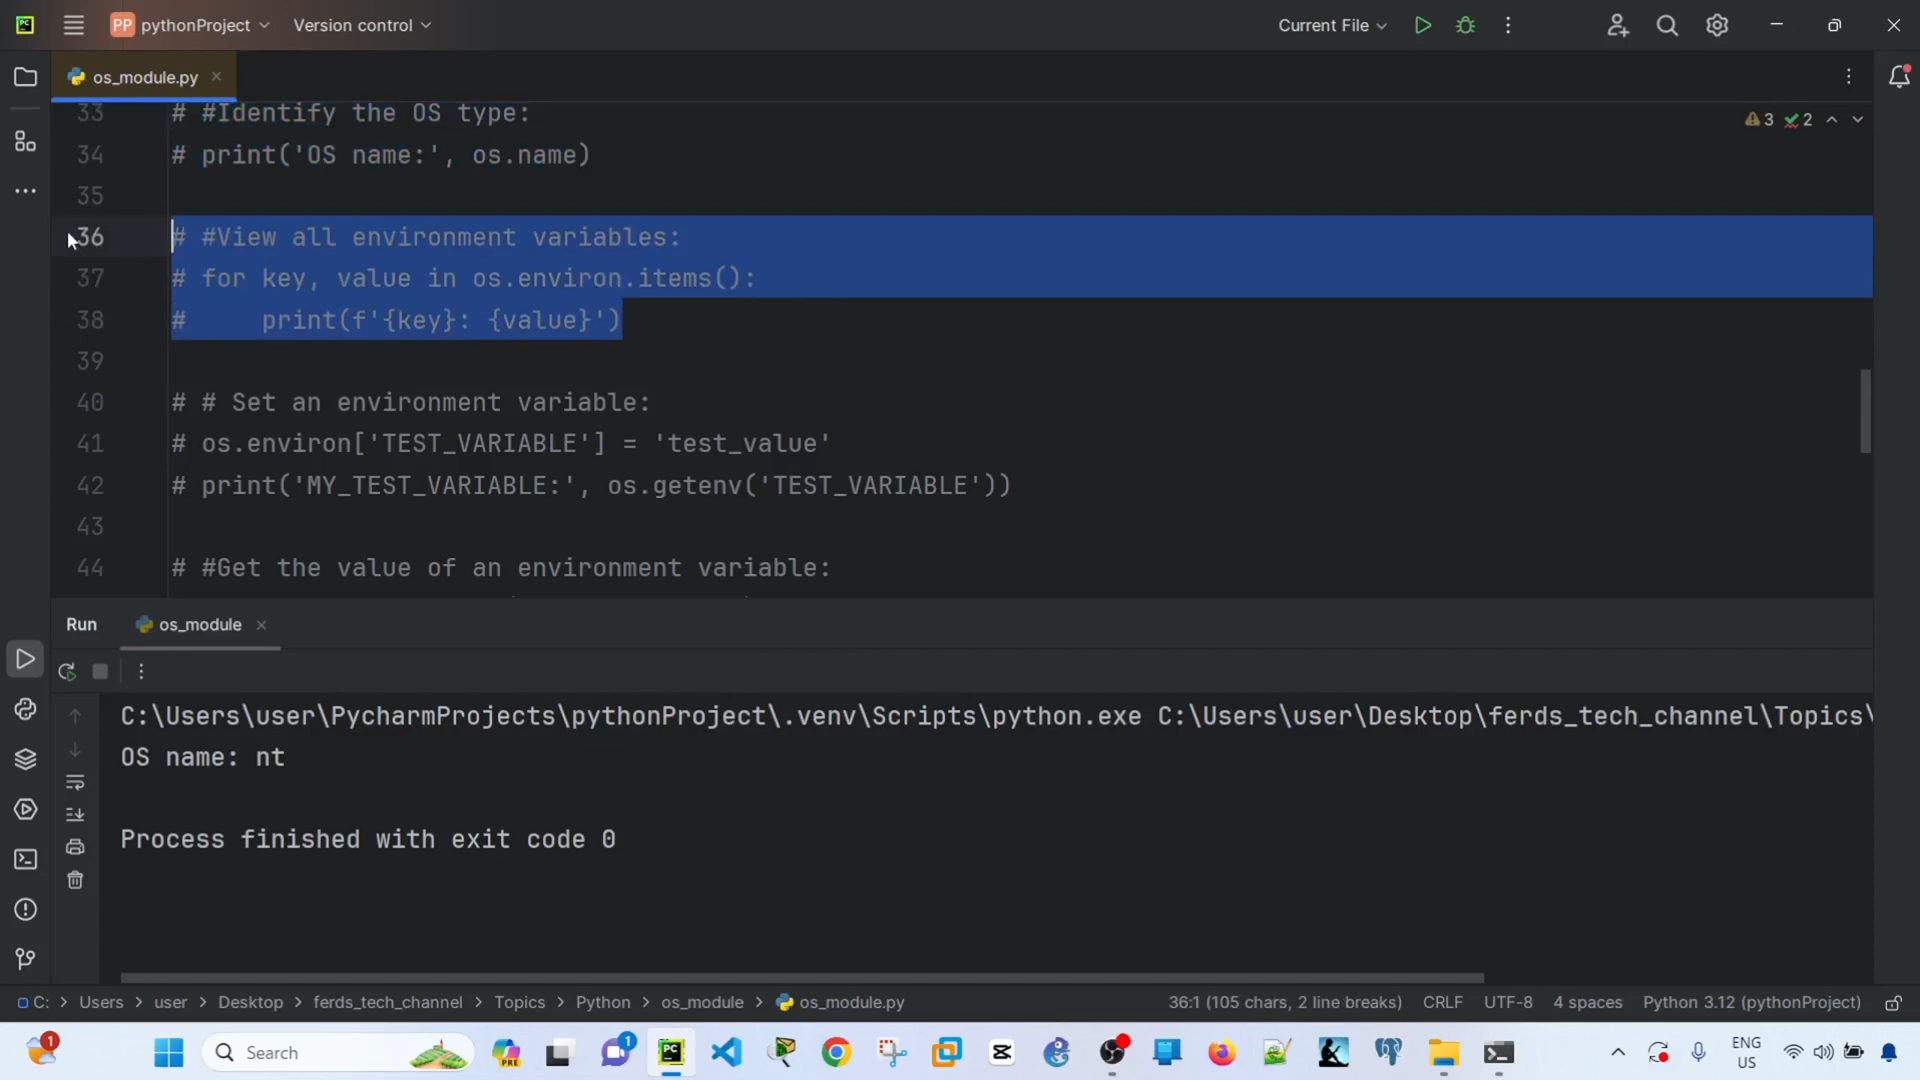 PC
PP pythonProject
Version control
Current File
os_module.py
3 2
33 # #Identify the OS type:
34 # print('OS name:', os.name)
35
36 # #View all environment variables:
37 # for key, value in os.environ.items():
38 #     print(f'{key}: {value}')
39
40 # # Set an environment variable:
41 # os.environ['TEST_VARIABLE'] = 'test_value'
42 # print('MY_TEST_VARIABLE:', os.getenv('TEST_VARIABLE'))
43
44 # #Get the value of an environment variable:
Run os_module
C:\Users\user\PycharmProjects\pythonProject\.venv\Scripts\python.exe C:\Users\user\Desktop\ferds_tech_channel\Topics\
OS name: nt
Process finished with exit code 0
C: > Users > user > Desktop > ferds_tech_channel > Topics > Python > os_module > os_module.py
36:1 (105 chars, 2 line breaks) CRLF UTF-8 4 spaces Python 3.12 (pythonProject)
1 Search PRE 1 PC ENG
US